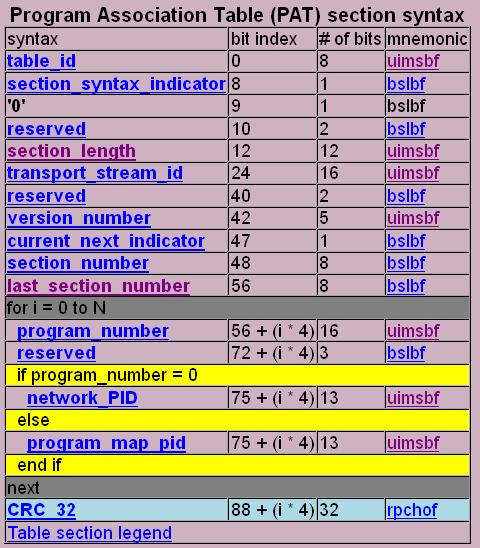 Program Association Table (PAT) section syntax
syntax bit index # of bits mnemonic
table_id 0 8 uimsbf
section_syntax_indicator 8 1 bslbf
'0' 9 1 bslbf
reserved 10 2 bslbf
section_length 12 12 uimsbf
transport_stream_id 24 16 uimsbf
reserved 40 2 bslbf
version_number 42 5 uimsbf
current_next_indicator 47 1 bslbf
section_number 48 8 bslbf
last_section_number 56 8 bslbf
for i = 0 to N
program_number 56 + (i * 4) 16 uimsbf
reserved 72 + (i * 4) 3 bslbf
if program_number = 0
network_PID 75 + (i * 4) 13 uimsbf
else
program_map_pid 75 + (i * 4) 13 uimsbf
end if
next
CRC_32 88 + (i * 4) 32 rpchof
Table section legend